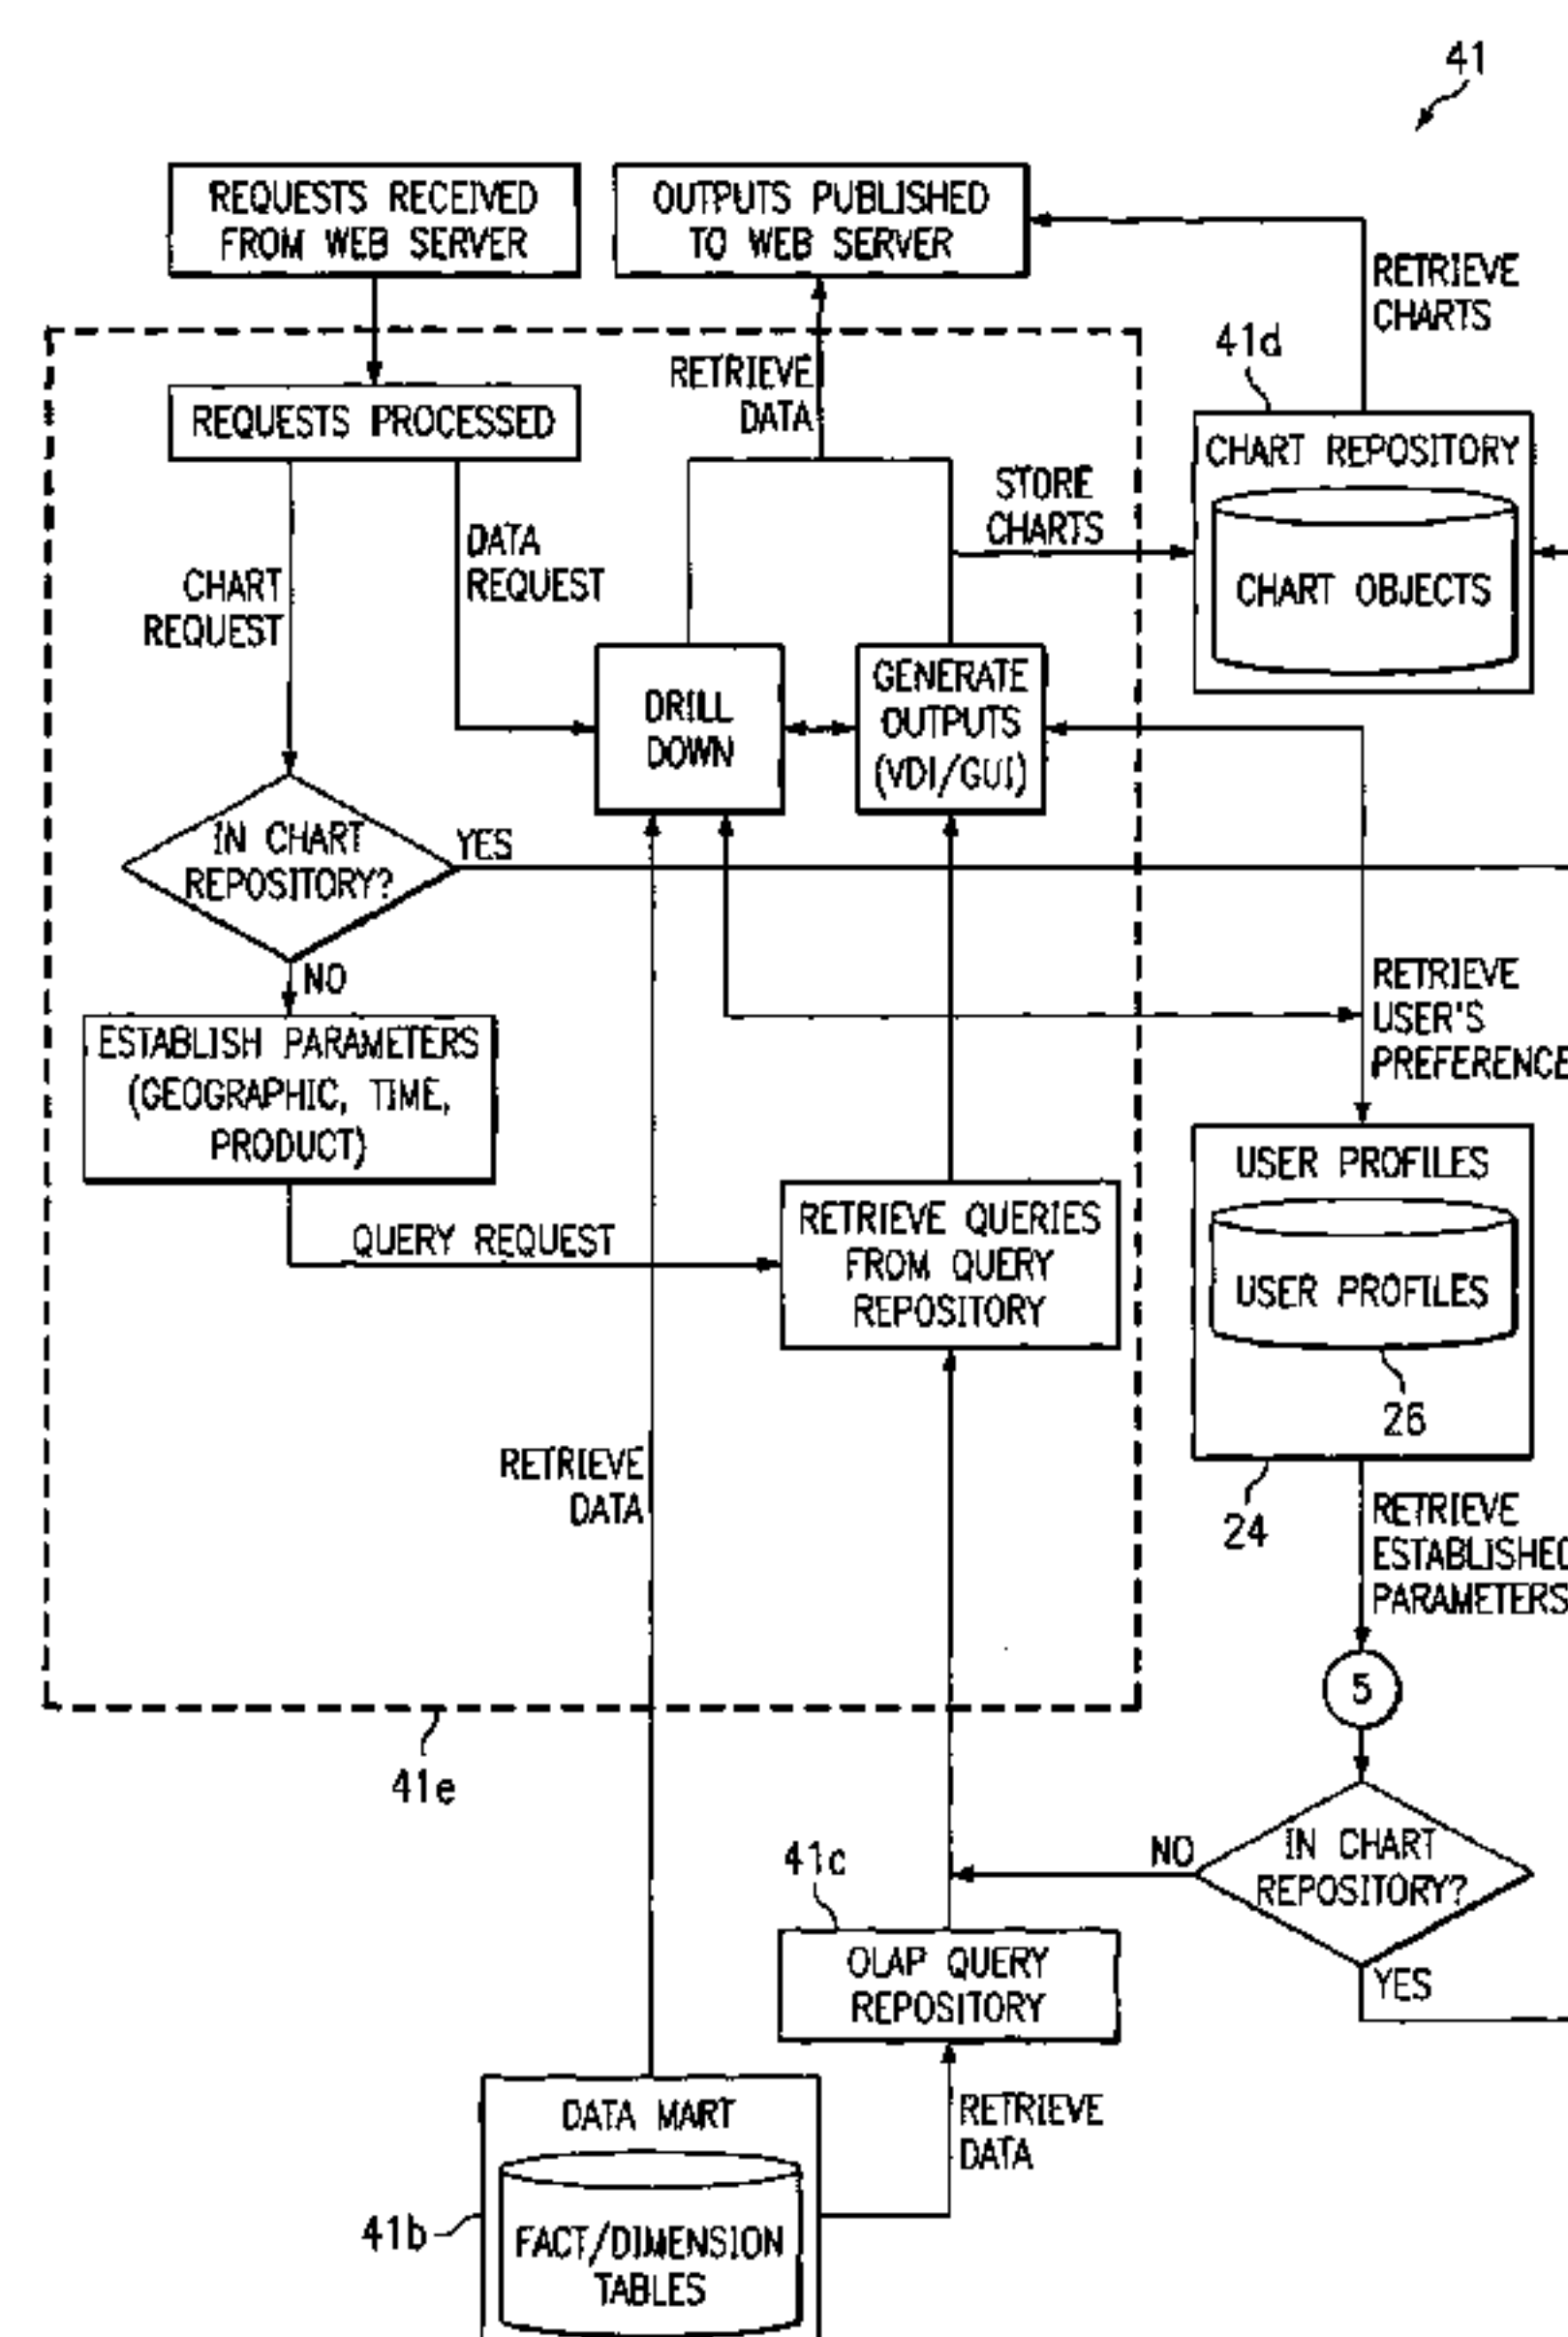 41
REQUESTS RECEIVED
FROM WEB SERVER
OUTPUTS PUBLISHED
TO WEB SERVER
RETRIEVE
CHARTS
41d
RETRIEVE
DATA
REQUESTS PROCESSED
CHART REPOSITORY
CHART OBJECTS
STORE
CHARTS
DATA
REQUEST
CHART
REQUEST
DRILL
DOWN
GENERATE
OUTPUTS
(VDI/GUI)
IN CHART
REPOSITORY?
YES
NO
RETRIEVE
USER'S
PREFERENCE
ESTABLISH PARAMETERS
(GEOGRAPHIC, TIME,
PRODUCT)
USER PROFILES
USER PROFILES
26
24
QUERY REQUEST
RETRIEVE QUERIES
FROM QUERY
REPOSITORY
RETRIEVE
DATA
RETRIEVE
ESTABLISHED
PARAMETERS
5
41e
IN CHART
REPOSITORY?
NO
YES
41c
OLAP QUERY
REPOSITORY
RETRIEVE
DATA
DATA MART
41b
FACT/DIMENSION
TABLES